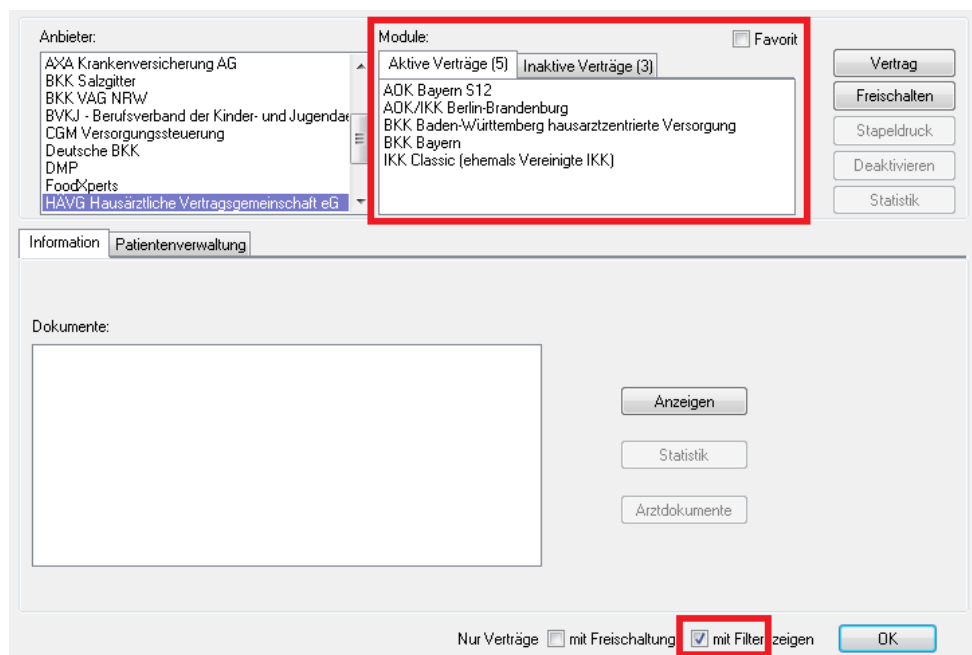 Anbieter:
AXA Krankenversicherung AG
BKK Salzgitter
BKK VAG NRW
BVKJ - Berufsverband der Kinder- und Jugendae
CGM Versorgungssteuerung
Deutsche BKK
DMP
FoodXperts
HÄVG Hausärztliche Vertragsgemeinschaft eG
Module:
Favorit
Aktive Verträge (5)
Inaktive Verträge (3)
AOK Bayern S12
AOK/IKK Berlin-Brandenburg
BKK Baden-Württemberg hausarztzentrierte Versorgung
BKK Bayern
IKK Classic (ehemals Vereinigte IKK)
Vertrag
Freischalten
Stapeldruck
Deaktivieren
Statistik
Information
Patientenverwaltung
Dokumente:
Anzeigen
Statistik
Arztdokumente
Nur Verträge mit Freischaltung mit Filter zeigen
OK